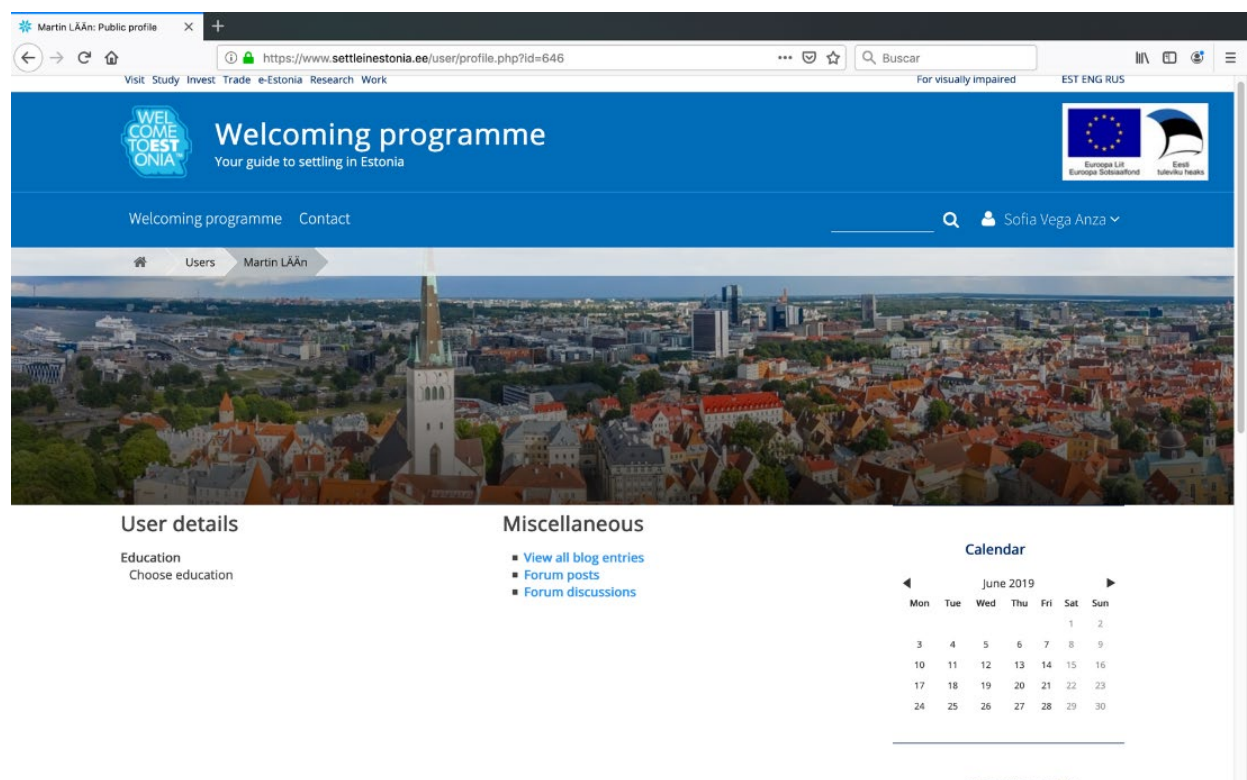 Martin LÄÄn: Public profile
https://www.settleinestonia.ee/user/profile.php?id=646
Buscar
Visit Study Invest Trade e-Estonia Research Work
For visually impaired
EST ENG RUS
WEL
COME
TO EST
ONIA
Welcoming programme
Your guide to settling in Estonia
Euroopa Liit
Euroopa Sotsiaalfond
Eesti
tuleviku heaks
Welcoming programme Contact
Sofia Vega Anza
Users
Martin LÄÄn
User details
Education
Choose education
Miscellaneous
View all blog entries
Forum posts
Forum discussions
Calendar
June 2019
Mon Tue Wed Thu Fri Sat Sun
1 2
3 4 5 6 7 8 9
10 11 12 13 14 15 16
17 18 19 20 21 22 23
24 25 26 27 28 29 30